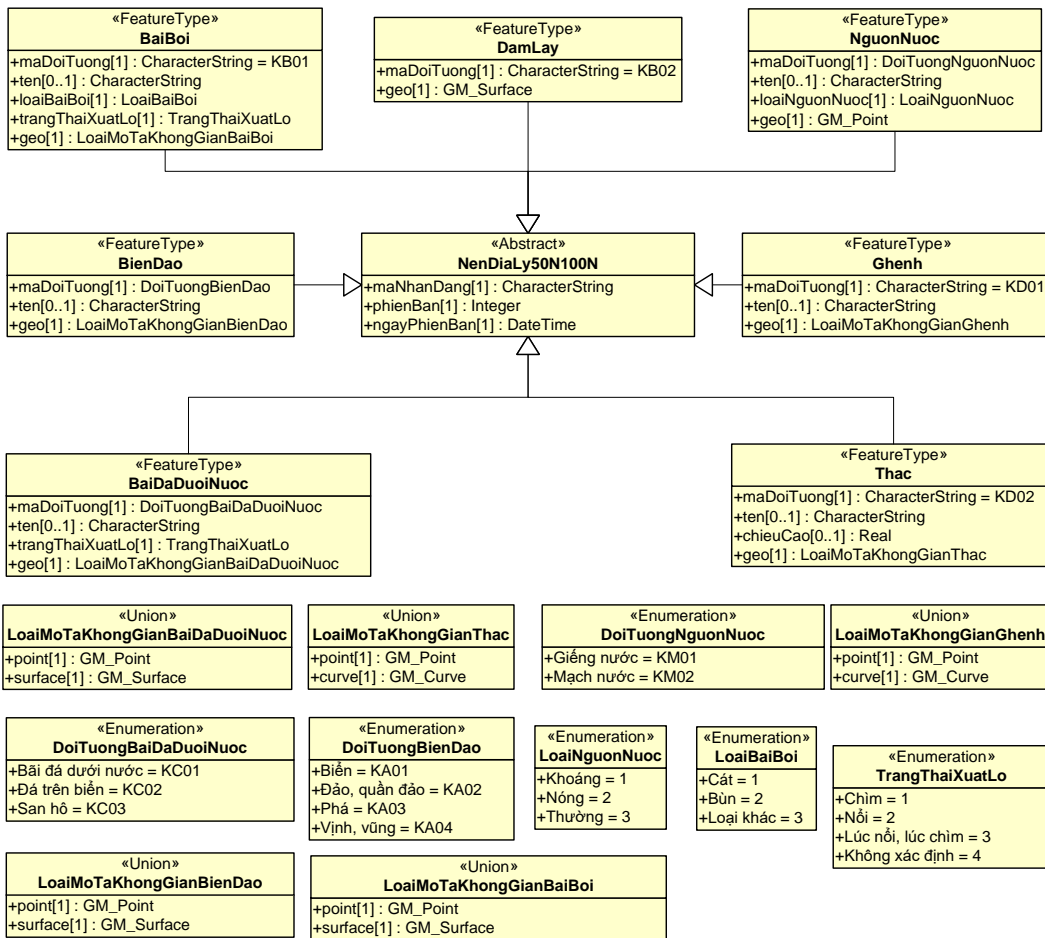 «FeatureType»
BaiBoi
+maDoiTuong[1] : CharacterString = KB01
+ten[0..1] : CharacterString
+loaiBaiBoi[1] : LoaiBaiBoi
+trangThaiXuatLo[1] : TrangThaiXuatLo
+geo[1] : LoaiMoTaKhongGianBaiBoi
«FeatureType»
DamLay
+maDoiTuong[1] : CharacterString = KB02
+geo[1] : GM_Surface
«FeatureType»
NguonNuoc
+maDoiTuong[1] : DoiTuongNguonNuoc
+ten[0..1] : CharacterString
+loaiNguonNuoc[1] : LoaiNguonNuoc
+geo[1] : GM_Point
«FeatureType»
BienDao
+maDoiTuong[1] : DoiTuongBienDao
+ten[0..1] : CharacterString
+geo[1] : LoaiMoTaKhongGianBienDao
«Abstract»
NenDiaLy50N100N
+maNhanDang[1] : CharacterString
+phienBan[1] : Integer
+ngayPhienBan[1] : DateTime
«FeatureType»
Ghenh
+maDoiTuong[1] : CharacterString = KD01
+ten[0..1] : CharacterString
+geo[1] : LoaiMoTaKhongGianGhenh
«FeatureType»
BaiDaDuoiNuoc
+maDoiTuong[1] : DoiTuongBaiDaDuoiNuoc
+ten[0..1] : CharacterString
+trangThaiXuatLo[1] : TrangThaiXuatLo
+geo[1] : LoaiMoTaKhongGianBaiDaDuoiNuoc
«FeatureType»
Thac
+maDoiTuong[1] : CharacterString = KD02
+ten[0..1] : CharacterString
+chieuCao[0..1] : Real
+geo[1] : LoaiMoTaKhongGianThac
«Union»
LoaiMoTaKhongGianBaiDaDuoiNuoc
+point[1] : GM_Point
+surface[1] : GM_Surface
«Union»
LoaiMoTaKhongGianThac
+point[1] : GM_Point
+curve[1] : GM_Curve
«Enumeration»
DoiTuongNguonNuoc
+Giếng nước = KM01
+Mạch nước = KM02
«Union»
LoaiMoTaKhongGianGhenh
+point[1] : GM_Point
+curve[1] : GM_Curve
«Enumeration»
DoiTuongBaiDaDuoiNuoc
+Bãi đá dưới nước = KC01
+Đá trên biển = KC02
+San hô = KC03
«Enumeration»
DoiTuongBienDao
+Biển = KA01
+Đảo, quần đảo = KA02
+Phá = KA03
+Vịnh, vũng = KA04
«Enumeration»
LoaiNguonNuoc
+Khoáng = 1
+Nóng = 2
+Thường = 3
«Enumeration»
LoaiBaiBoi
+Cát = 1
+Bùn = 2
+Loại khác = 3
«Enumeration»
TrangThaiXuatLo
+Chìm = 1
+Nổi = 2
+Lúc nổi, lúc chìm = 3
+Không xác định = 4
«Union»
LoaiMoTaKhongGianBienDao
+point[1] : GM_Point
+surface[1] : GM_Surface
«Union»
LoaiMoTaKhongGianBaiBoi
+point[1] : GM_Point
+surface[1] : GM_Surface